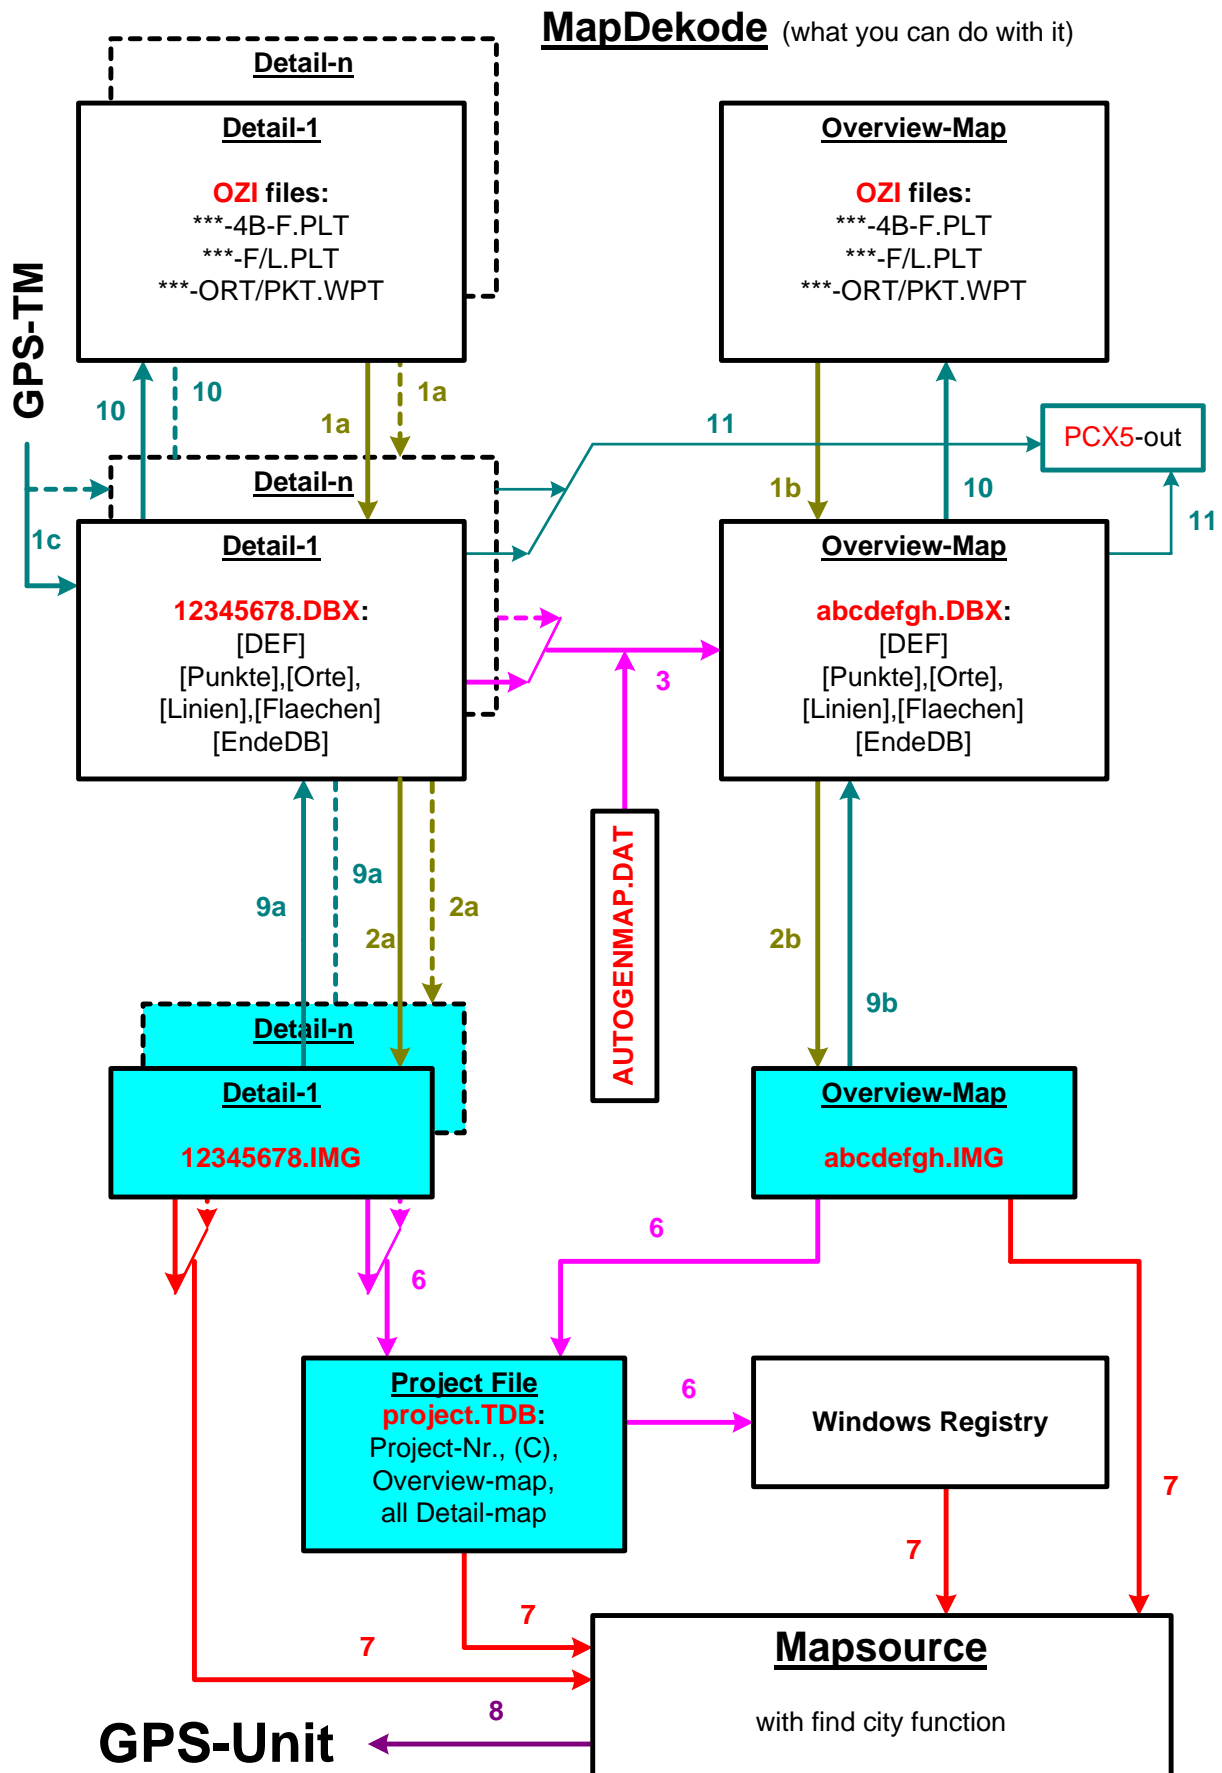 MapDekode (what you can do with it)
Detail-n
Detail-1
OZI files:
***-4B-F.PLT
***-F/L.PLT
***-ORT/PKT.WPT
Overview-Map
OZI files:
***-4B-F.PLT
***-F/L.PLT
***-ORT/PKT.WPT
GPS-TM
10
10
1a
1a
11
PCX5-out
1b
10
11
1c
Detail-n
Detail-1
12345678.DBX:
[DEF]
[Punkte],[Orte],
[Linien],[Flaechen]
[EndeDB]
3
Overview-Map
abcdefgh.DBX:
[DEF]
[Punkte],[Orte],
[Linien],[Flaechen]
[EndeDB]
AUTOGENMAP.DAT
9a
9a
2a
2a
2b
9b
Detail-n
Detail-1
12345678.IMG
Overview-Map
abcdefgh.IMG
6
6
Project File
project.TDB:
Project-Nr., (C),
Overview-map,
all Detail-map
6
Windows Registry
7
7
7
7
Mapsource
with find city function
8
GPS-Unit